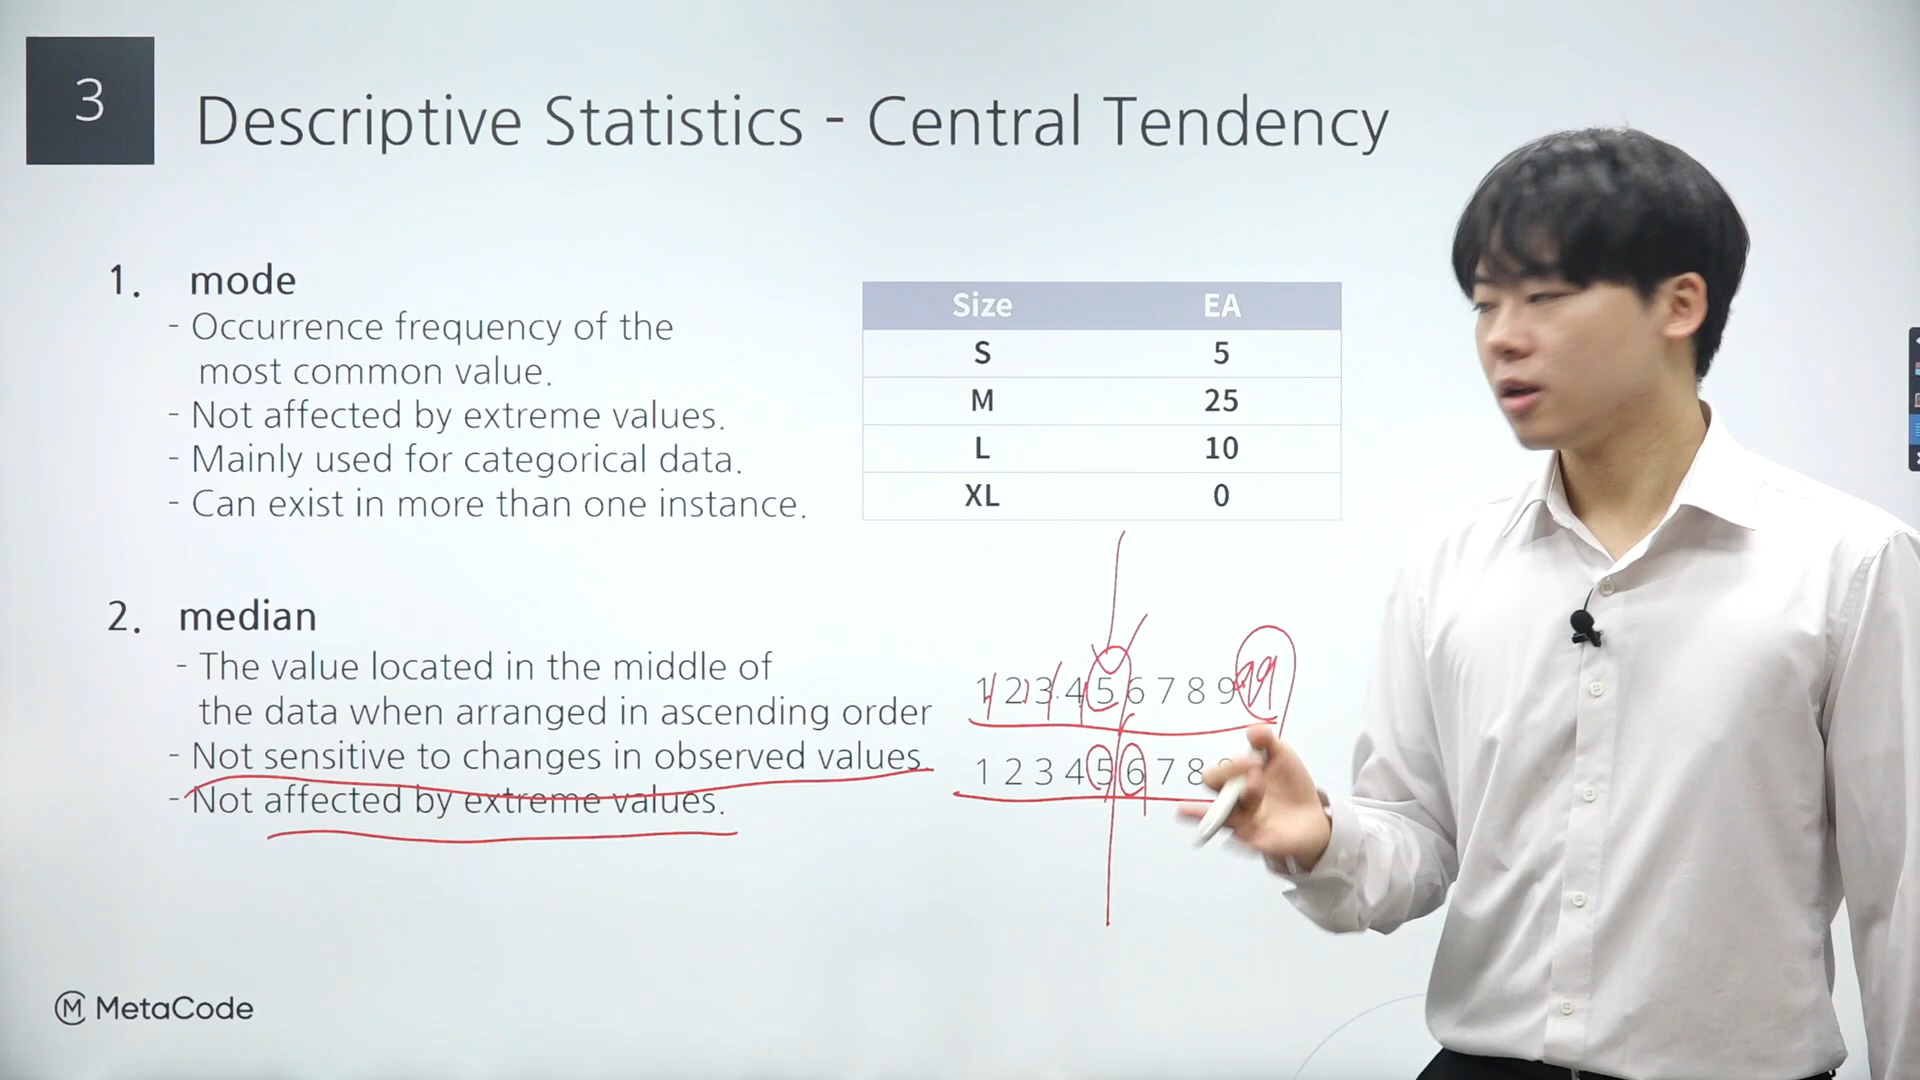 3
Descriptive Statistics - Central Tendency
1. mode
- Occurrence frequency of the
most common value.
- Not affected by extreme values.
- Mainly used for categorical data.
- Can exist in more than one instance.
Size EA
S 5
M 25
L 10
XL 0
2. median
- The value located in the middle of
the data when arranged in ascending order
- Not sensitive to changes in observed values.
- Not affected by extreme values.
1 2 3 4 5 6 7 8 9 99
1 2 3 4 5 6 7 8
MetaCode